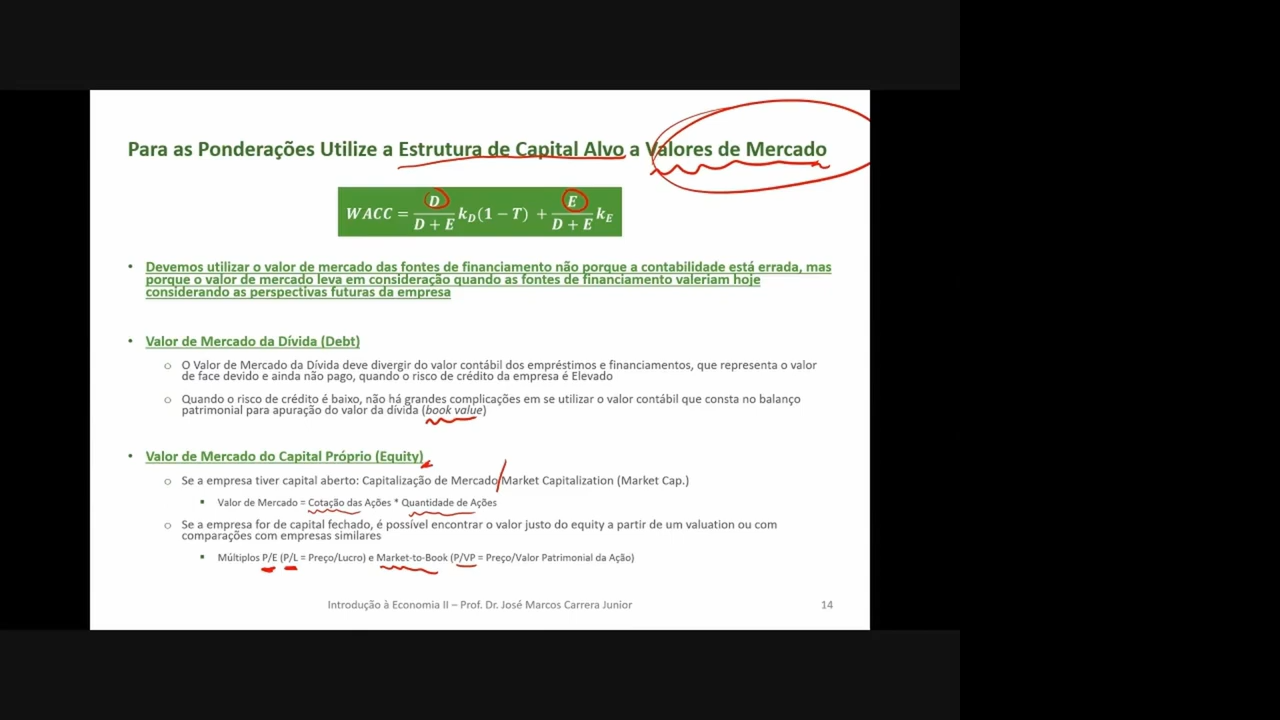 Para as Ponderações Utilize a Estrutura de Capital Alvo a Valores de Mercado
WACC = D/(D + E) k_D(1 − T) + E/(D + E) k_E
• Devemos utilizar o valor de mercado das fontes de financiamento não porque a contabilidade está errada, mas
porque o valor de mercado leva em consideração quando as fontes de financiamento valeriam hoje
considerando as perspectivas futuras da empresa
• Valor de Mercado da Dívida (Debt)
o O Valor de Mercado da Dívida deve divergir do valor contábil dos empréstimos e financiamentos, que representa o valor
de face devido e ainda não pago, quando o risco de crédito da empresa é Elevado
o Quando o risco de crédito é baixo, não há grandes complicações em se utilizar o valor contábil que consta no balanço
patrimonial para apuração do valor da dívida (book value)
• Valor de Mercado do Capital Próprio (Equity)
o Se a empresa tiver capital aberto: Capitalização de Mercado/Market Capitalization (Market Cap.)
▪ Valor de Mercado = Cotação das Ações * Quantidade de Ações
o Se a empresa for de capital fechado, é possível encontrar o valor justo do equity a partir de um valuation ou com
comparações com empresas similares
▪ Múltiplos P/E (P/L = Preço/Lucro) e Market-to-Book (P/VP = Preço/Valor Patrimonial da Ação)
Introdução à Economia II – Prof. Dr. José Marcos Carrera Junior 14